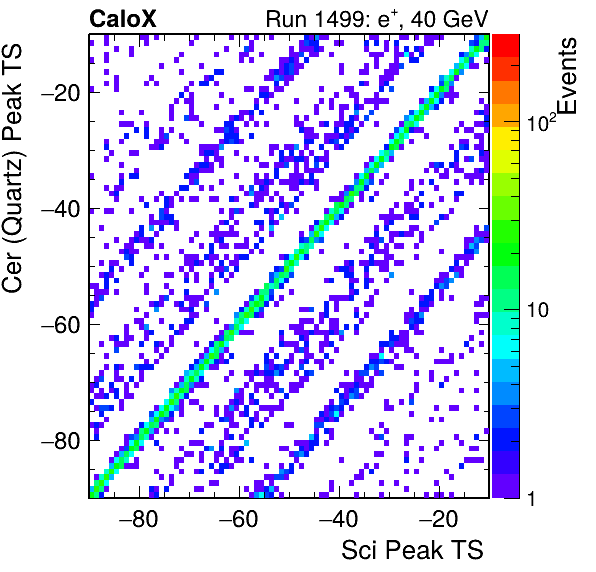 CaloX Run 1499: e⁺, 40 GeV
Cer (Quartz) Peak TS
−20
−40
−60
−80
−80 −60 −40 −20
Sci Peak TS
Events
10²
10
1